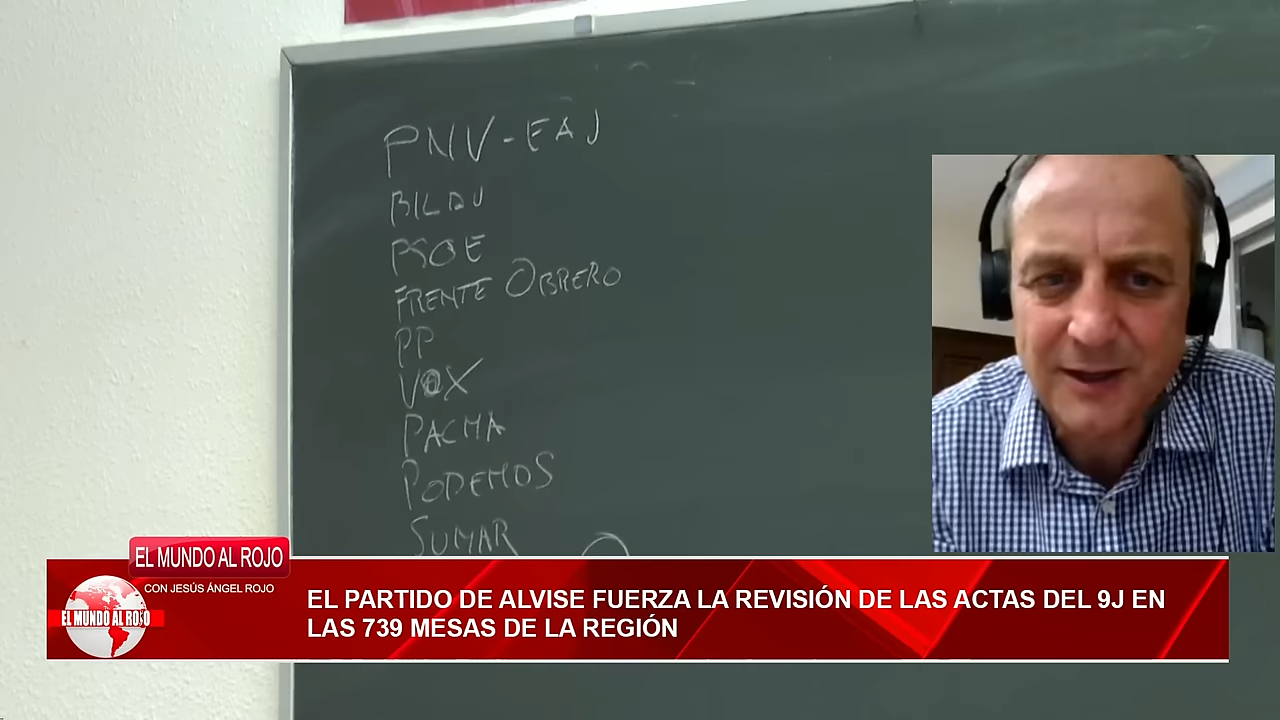 PNV-EAJ
BILDU
PSOE
FRENTE OBRERO
PP
VOX
PACMA
PODEMOS
SUMAR
EL MUNDO AL ROJO
CON JESÚS ÁNGEL ROJO
EL MUNDO AL ROJO
EL PARTIDO DE ALVISE FUERZA LA REVISIÓN DE LAS ACTAS DEL 9J EN
LAS 739 MESAS DE LA REGIÓN